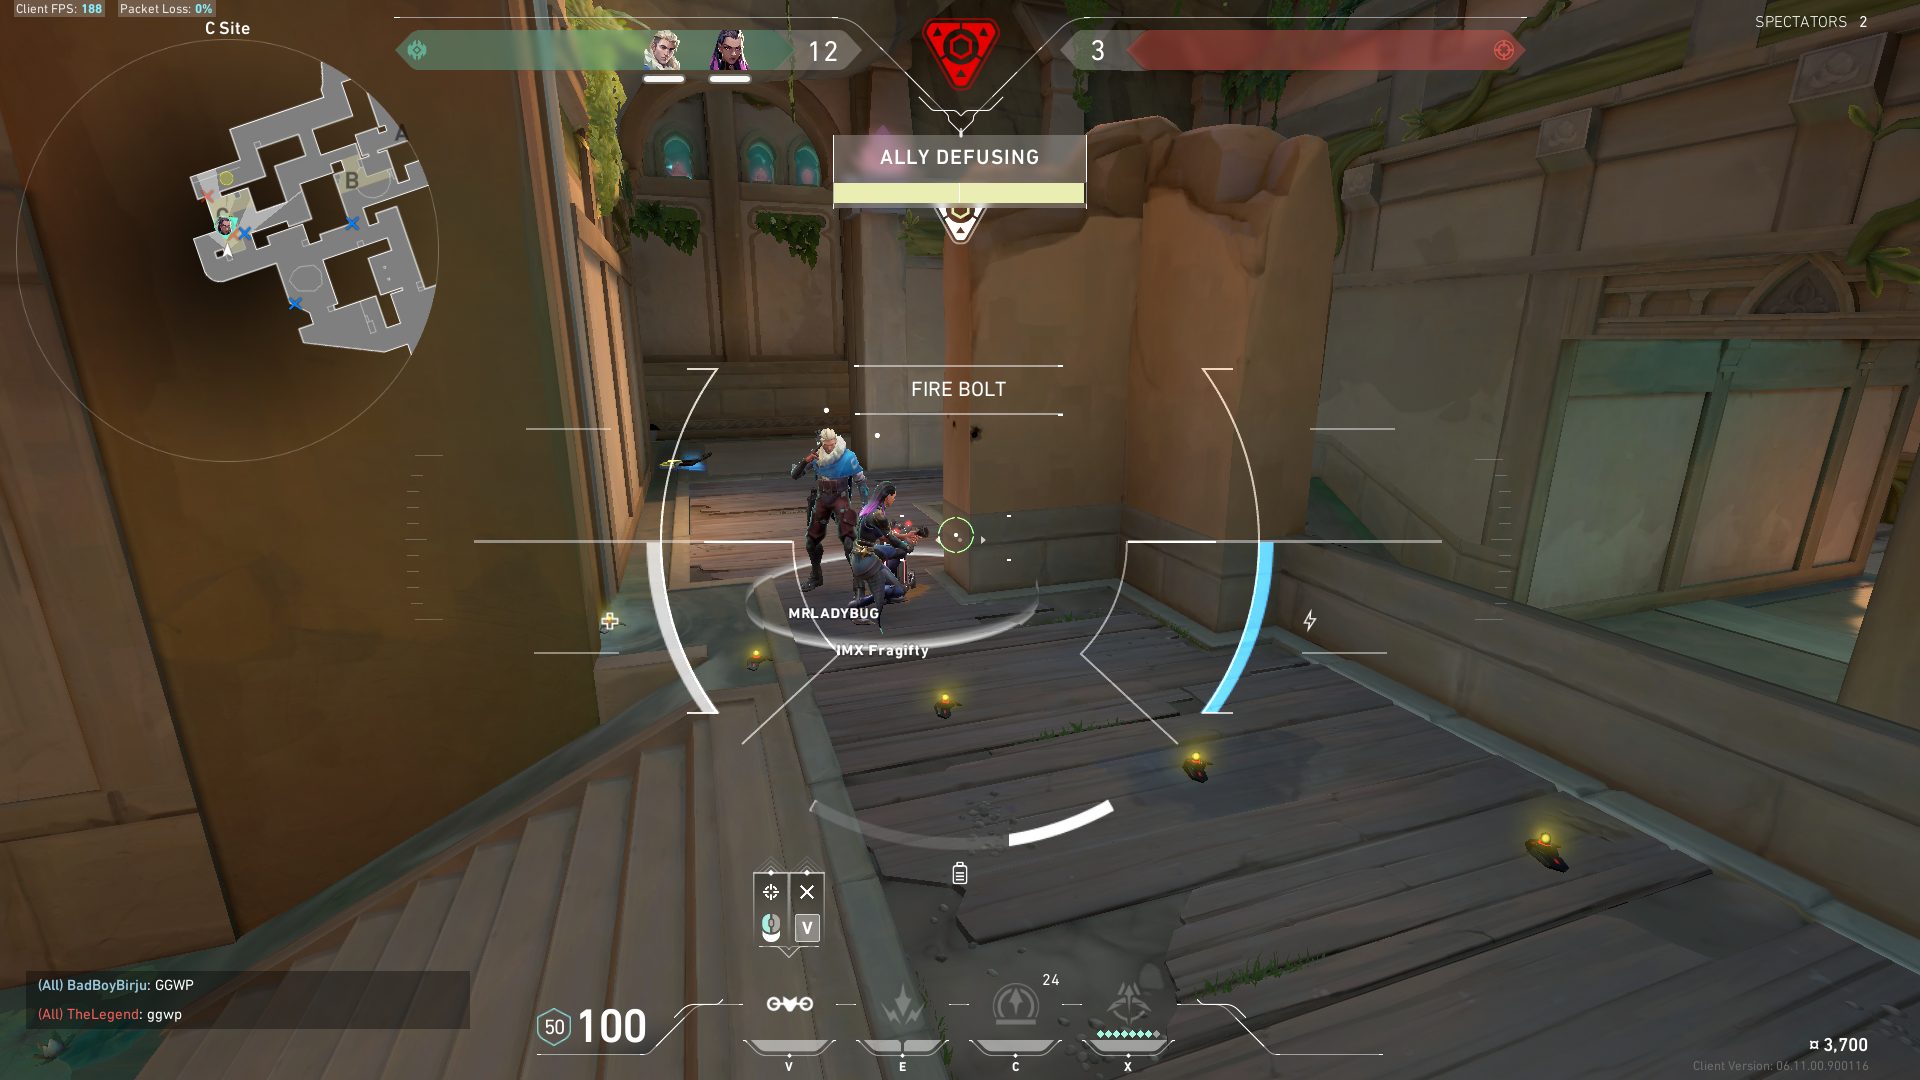 Client FPS: 188 Packet Loss: 0%
C Site
12
3
SPECTATORS 2
ALLY DEFUSING
A
B
C
FIRE BOLT
MRLADYBUG
IMX Fragifty
V
(All) BadBoyBirju: GGWP
(All) TheLegend: ggwp
50 100
24
V E C X
¤ 3,700
Client Version: 06.11.00.900116